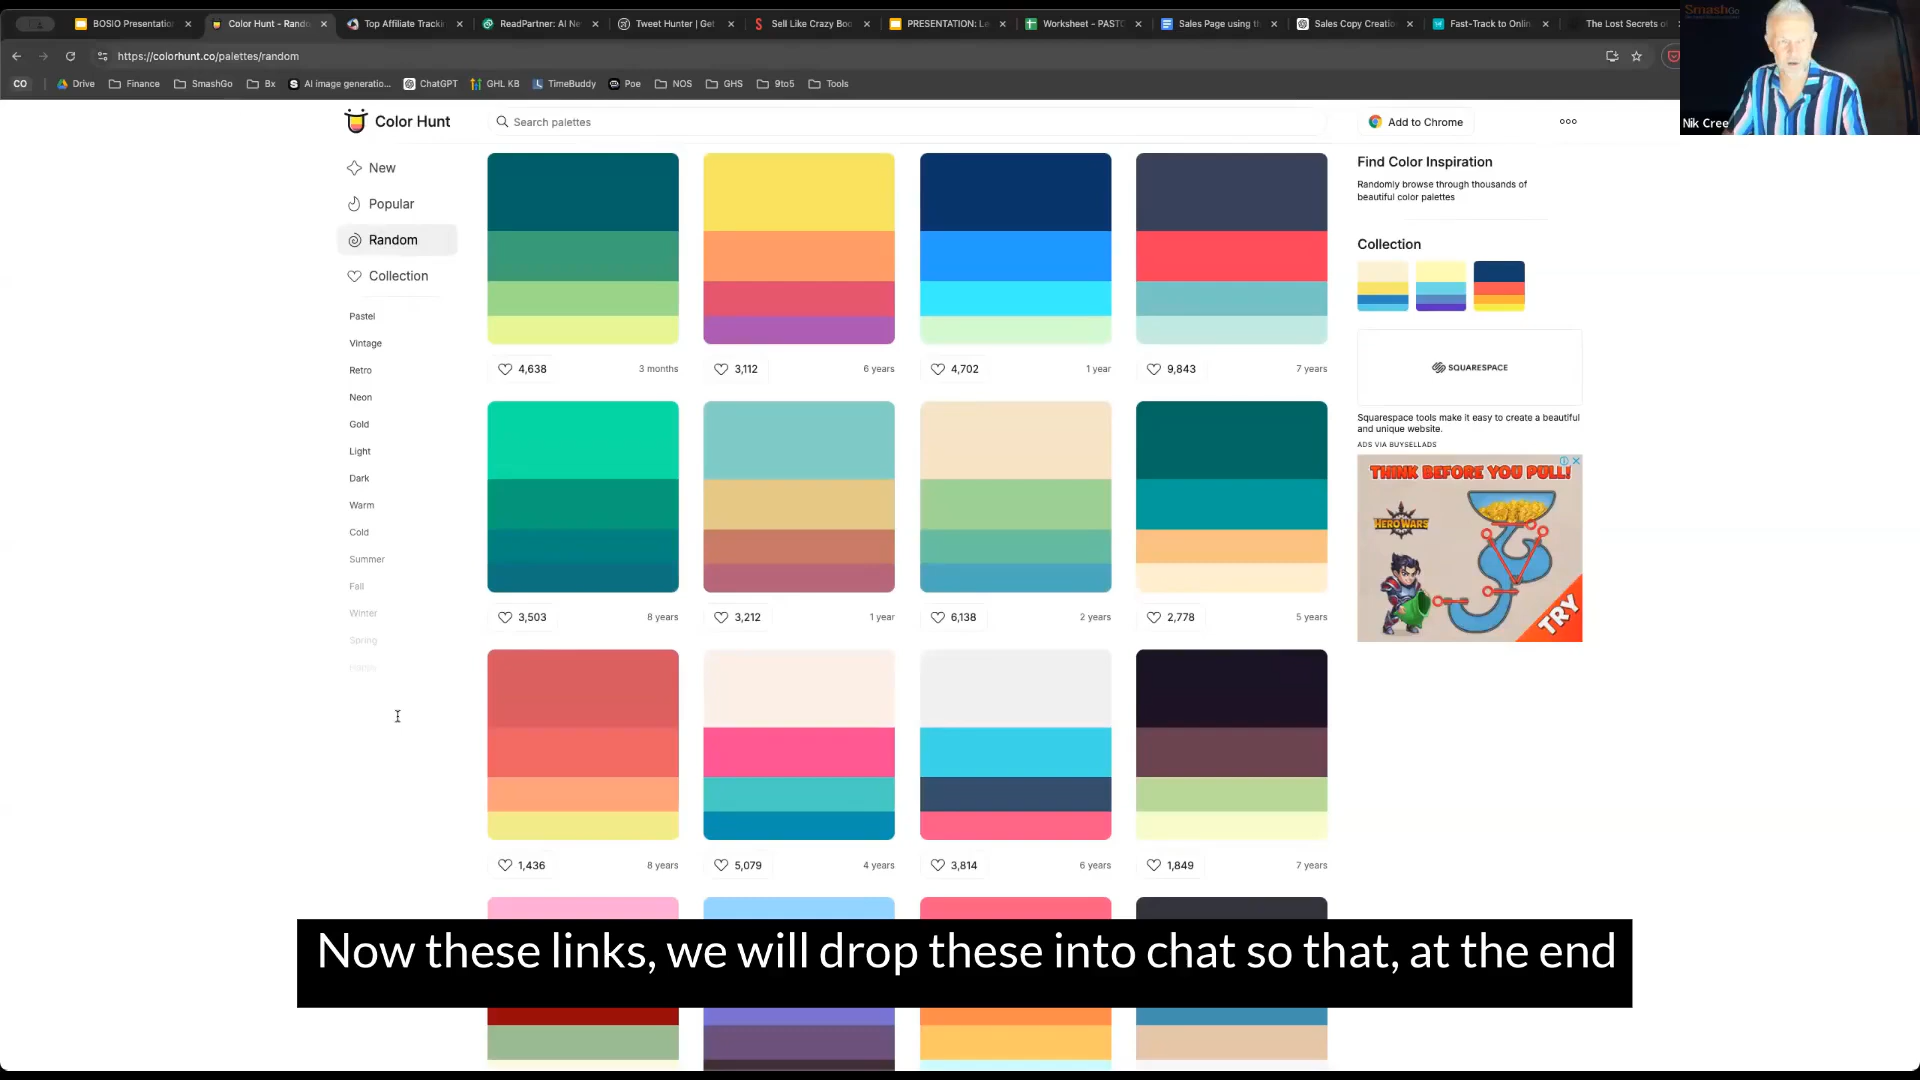 BOSIO Presentation
Color Hunt - Rando
Top Affiliate Tracki
ReadPartner: AI Ne
Tweet Hunter | Get
Sell Like Crazy Boo
PRESENTATION: Le
Worksheet - PASTO
Sales Page using th
Sales Copy Creatio
Fast-Track to Onlin
The Lost Secrets of
https://colorhunt.co/palettes/random
CO
Drive
Finance
SmashGo
Bx
AI image generatio...
ChatGPT
GHL KB
TimeBuddy
Poe
NOS
GHS
9to5
Tools
SmashGo
Nik Cree
Color Hunt
Search palettes
Add to Chrome
New
Popular
Random
Collection
Pastel
Vintage
Retro
Neon
Gold
Light
Dark
Warm
Cold
Summer
Fall
Winter
Spring
Happy
4,638 3 months
3,112 6 years
4,702 1 year
9,843 7 years
3,503 8 years
3,212 1 year
6,138 2 years
2,778 5 years
1,436 8 years
5,079 4 years
3,814 6 years
1,849 7 years
Find Color Inspiration
Randomly browse through thousands of
beautiful color palettes
Collection
SQUARESPACE
Squarespace tools make it easy to create a beautiful
and unique website.
ADS VIA BUYSELLADS
THINK BEFORE YOU PULL!
HERO WARS
TRY
Now these links, we will drop these into chat so that, at the end